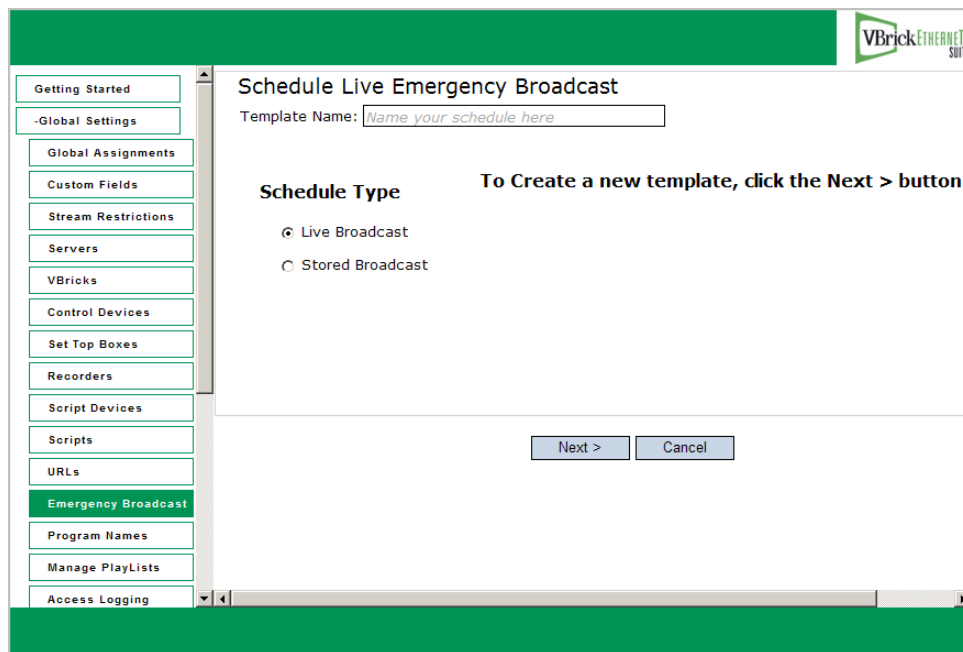 VBrick ETHERNET
SUIT
Getting Started
-Global Settings
Global Assignments
Custom Fields
Stream Restrictions
Servers
VBricks
Control Devices
Set Top Boxes
Recorders
Script Devices
Scripts
URLs
Emergency Broadcast
Program Names
Manage PlayLists
Access Logging
Schedule Live Emergency Broadcast
Template Name: Name your schedule here
Schedule Type
To Create a new template, click the Next > button
Live Broadcast
Stored Broadcast
Next >
Cancel